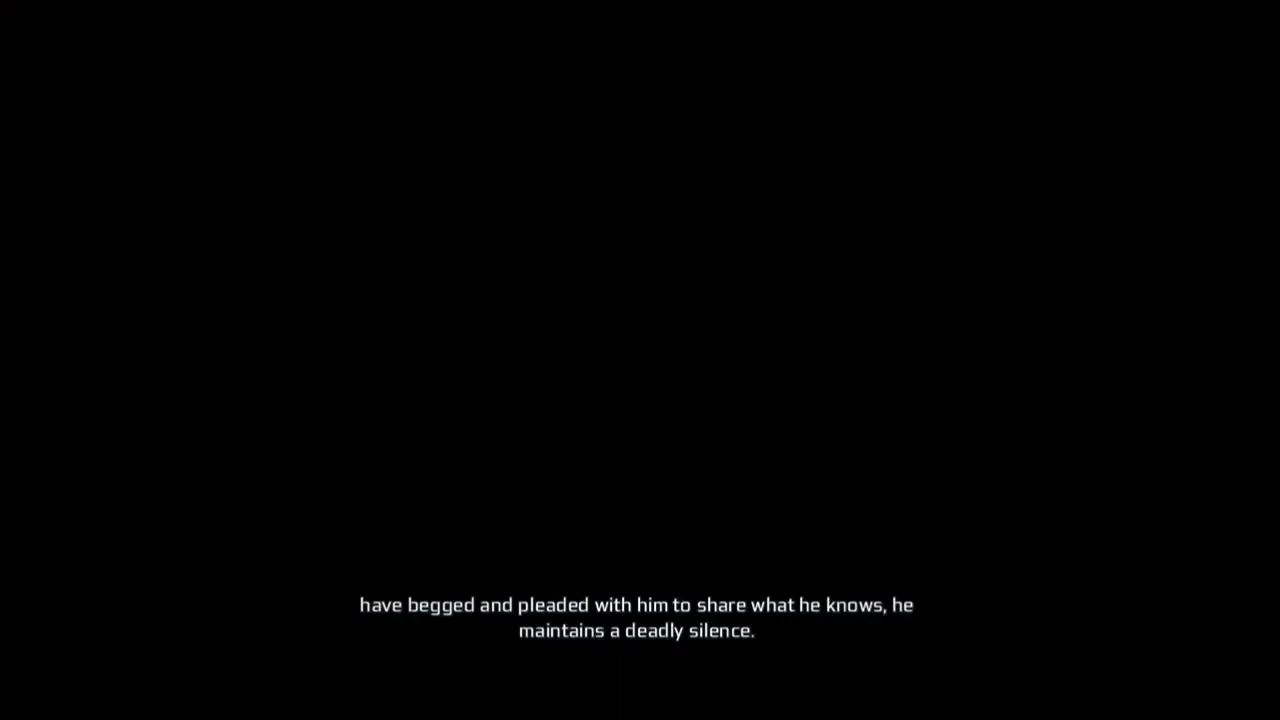 have begged and pleaded with him to share what he knows, he
maintains a deadly silence.